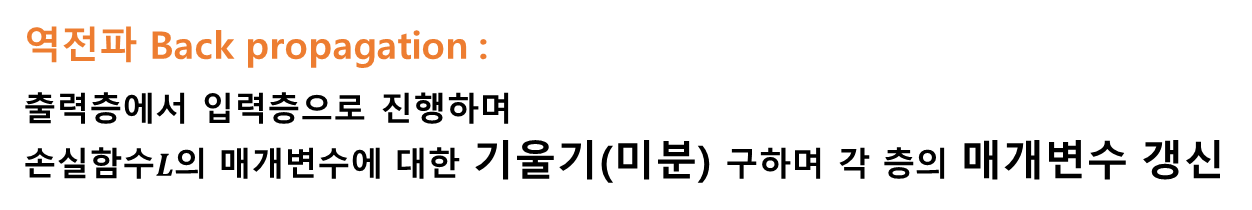 역전파 Back propagation :
출력층에서 입력층으로 진행하며
손실함수L의 매개변수에 대한 기울기(미분) 구하며 각 층의 매개변수 갱신